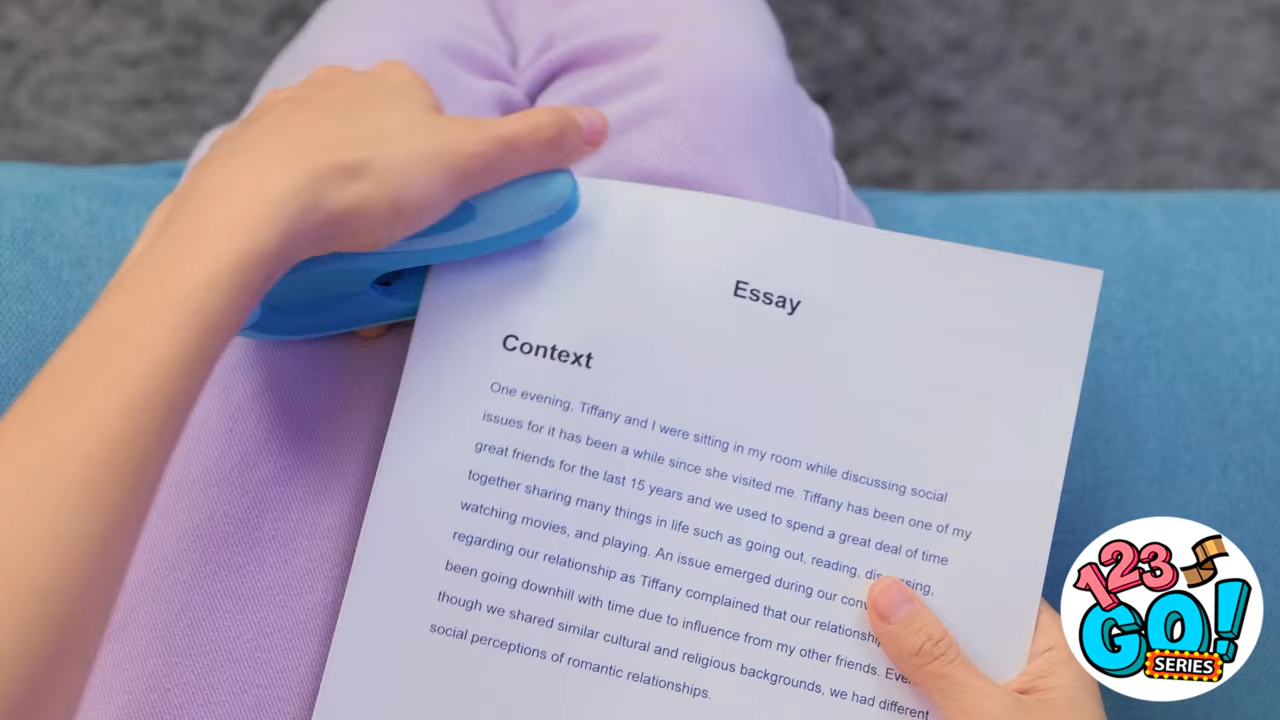 Essay
Context
One evening, Tiffany and I were sitting in my room while discussing social
issues for it has been a while since she visited me. Tiffany has been one of my
great friends for the last 15 years and we used to spend a great deal of time
together sharing many things in life such as going out, reading,
watching movies, and playing. An issue emerged during our
regarding our relationship as Tiffany complained that our
been going downhill with time due to influence from my other friends.
though we shared similar cultural and religious backgrounds, we had different
social perceptions of romantic relationships.
123
GO!
SERIES